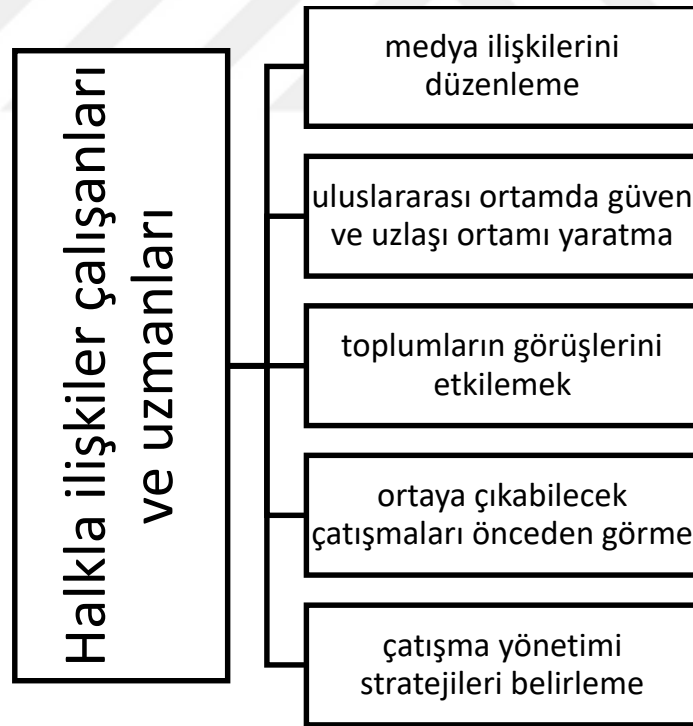 Halkla ilişkiler çalışanları
ve uzmanları
medya ilişkilerini
düzenleme
uluslararası ortamda güven
ve uzlaşı ortamı yaratma
toplumların görüşlerini
etkilemek
ortaya çıkabilecek
çatışmaları önceden görme
çatışma yönetimi
stratejileri belirleme